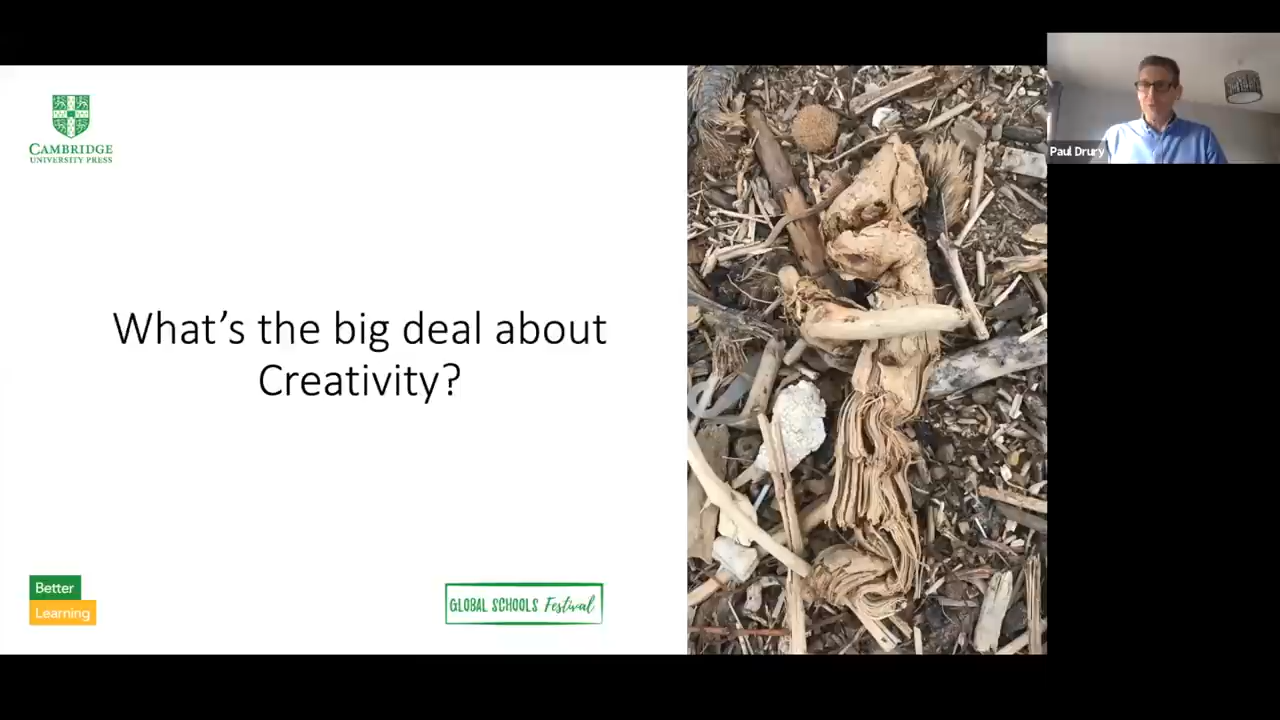 CAMBRIDGE
UNIVERSITY PRESS
What's the big deal about
Creativity?
Better
Learning
GLOBAL SCHOOLS Festival
Paul Drury